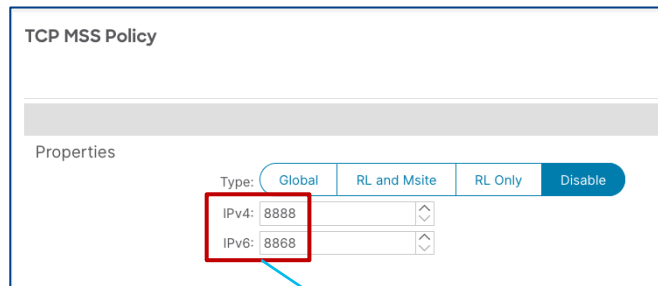 TCP MSS Policy
Properties
Type: Global RL and Msite RL Only Disable
IPv4: 8888
IPv6: 8868